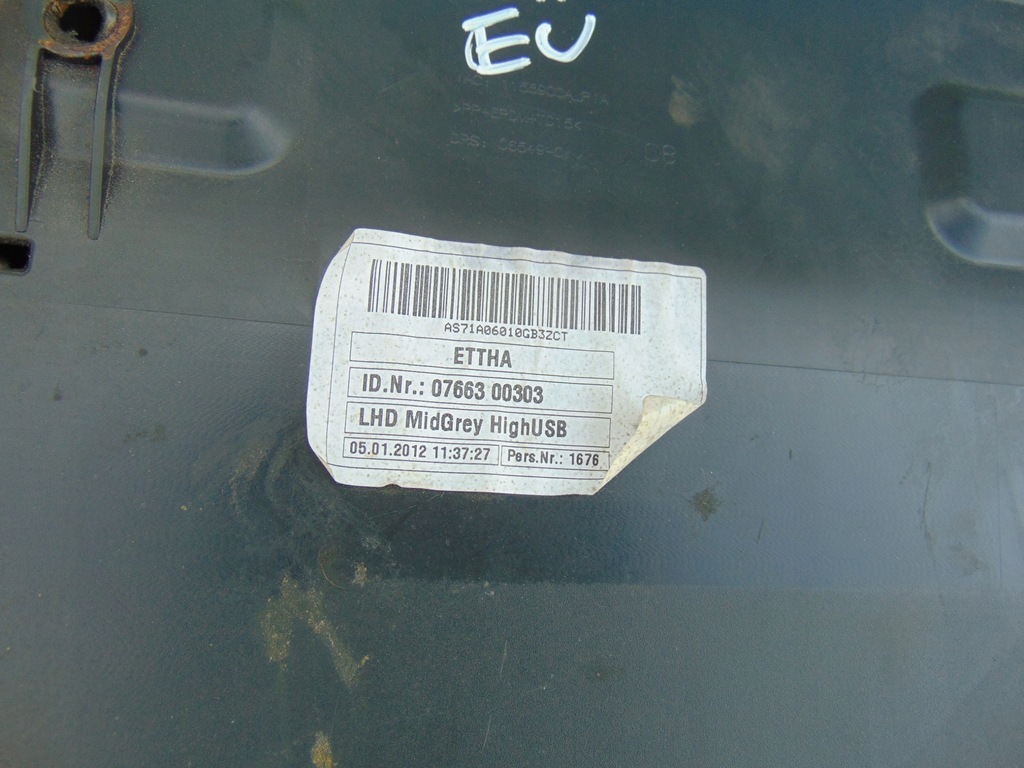 EU
CB
AS71A06010GB3ZCT
ETTHA
ID.Nr.: 07663 00303
LHD MidGrey HighUSB
05.01.2012 11:37:27 Pers.Nr.: 1676